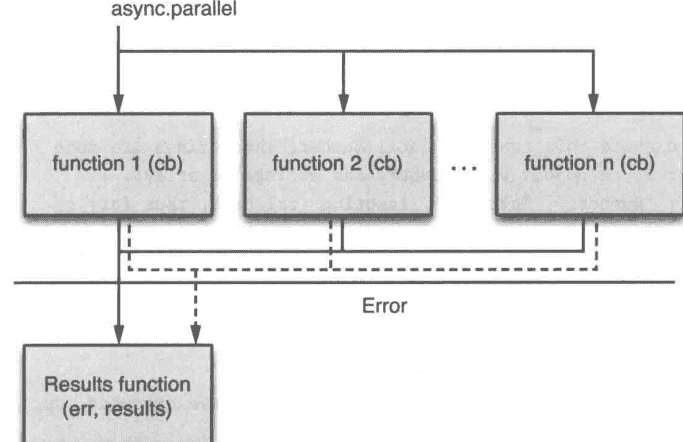 async.parallel
function 1 (cb)
function 2 (cb)
...
function n (cb)
Error
Results function
(err, results)